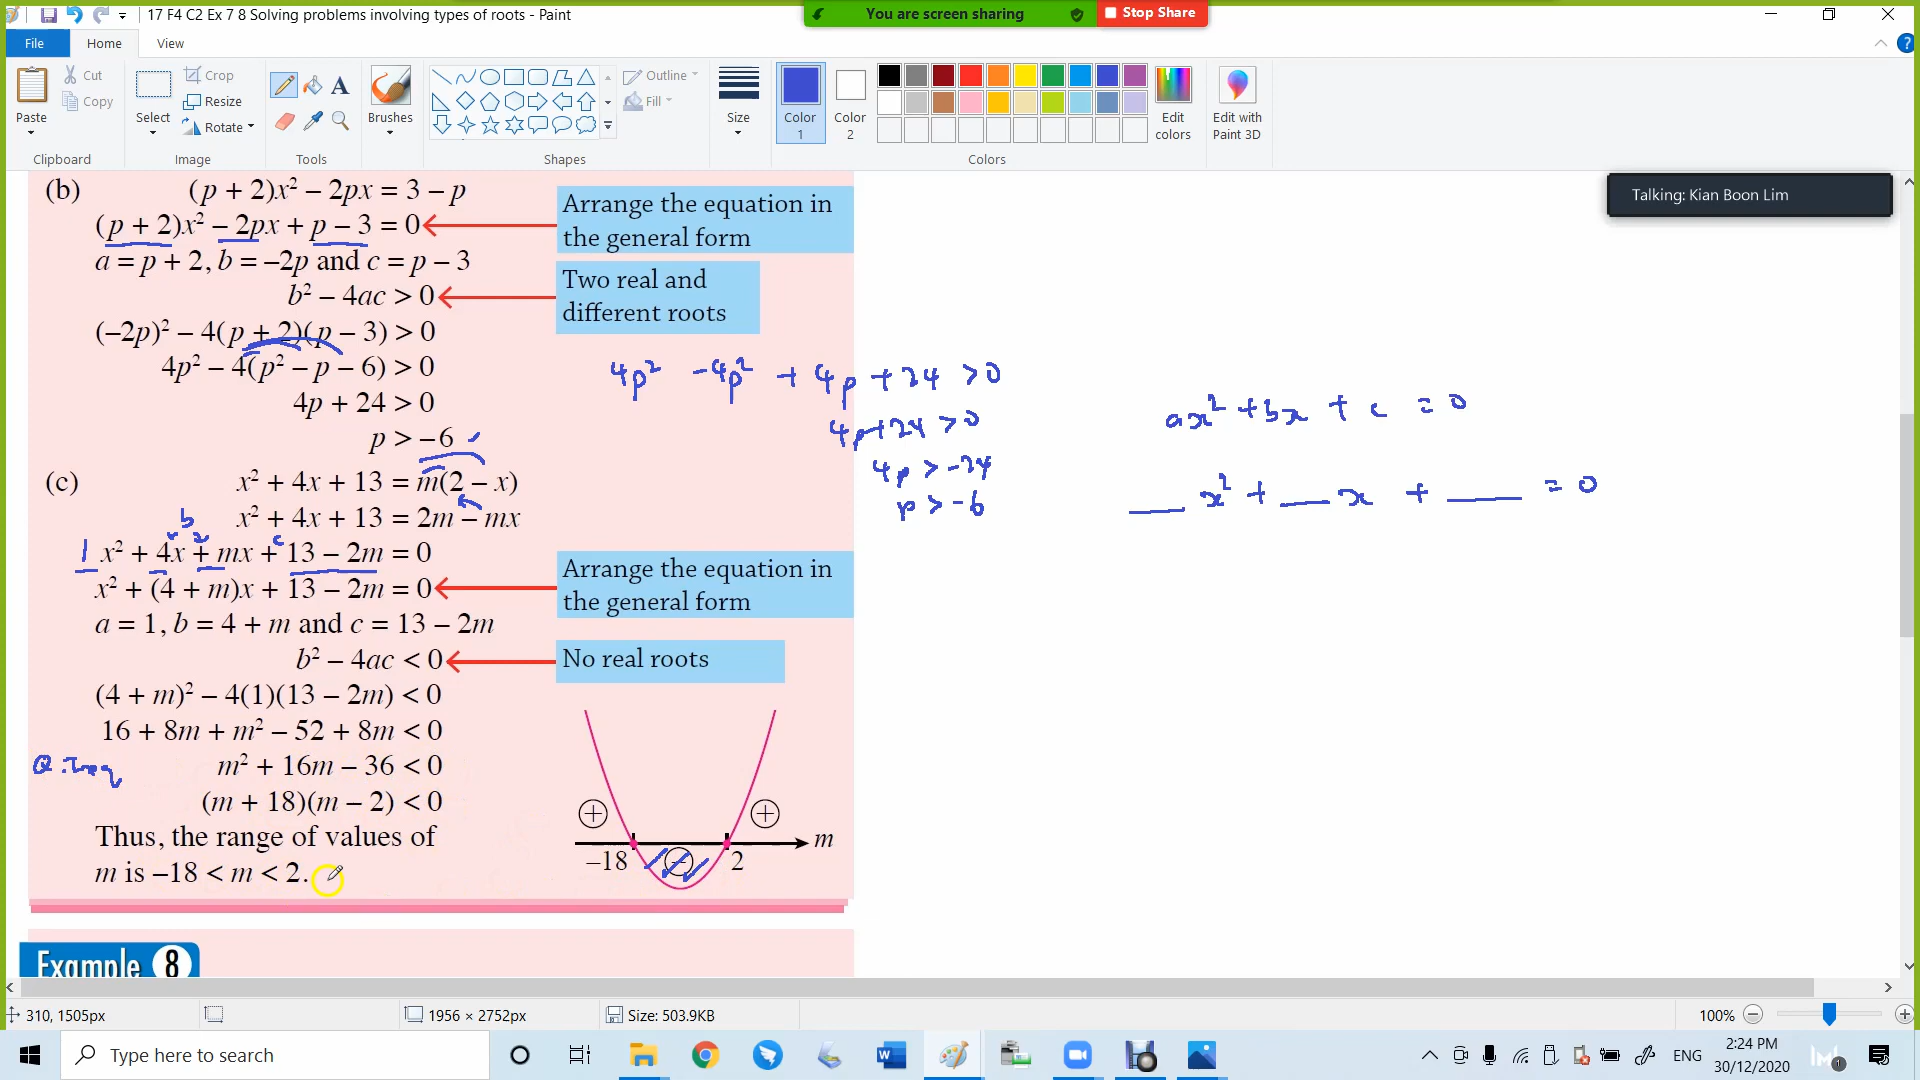 17 F4 C2 Ex 7 8 Solving problems involving types of roots - Paint
You are screen sharing
Stop Share
File
Home
View
Paste
Cut
Copy
Clipboard
Select
Crop
Resize
Rotate
Image
Tools
Brushes
Shapes
Outline
Fill
Size
Color 1
Color 2
Colors
Edit colors
Edit with Paint 3D
Talking: Kian Boon Lim
(b) (p + 2)x² – 2px = 3 – p
(p + 2)x² – 2px + p – 3 = 0
Arrange the equation in
the general form
a = p + 2, b = –2p and c = p – 3
b² – 4ac > 0
Two real and
different roots
(–2p)² – 4(p + 2)(p – 3) > 0
4p² – 4(p² – p – 6) > 0
4p + 24 > 0
p > –6
4p² -4p² + 4p + 24 > 0
4p+24 > 0
4p > -24
p > -6
ax² + bx + c = 0
__ x² + __ x + __ = 0
(c) x² + 4x + 13 = m(2 – x)
x² + 4x + 13 = 2m – mx
b
c
1 x² + 4x + mx + 13 – 2m = 0
x² + (4 + m)x + 13 – 2m = 0
Arrange the equation in
the general form
a = 1, b = 4 + m and c = 13 – 2m
b² – 4ac < 0
No real roots
(4 + m)² – 4(1)(13 – 2m) < 0
16 + 8m + m² – 52 + 8m < 0
m² + 16m – 36 < 0
(m + 18)(m – 2) < 0
Thus, the range of values of
m is –18 < m < 2.
+ +
–18 – 2 m
Example 8
310, 1505px
1956 × 2752px
Size: 503.9KB
100%
Type here to search
ENG
2:24 PM
30/12/2020
1